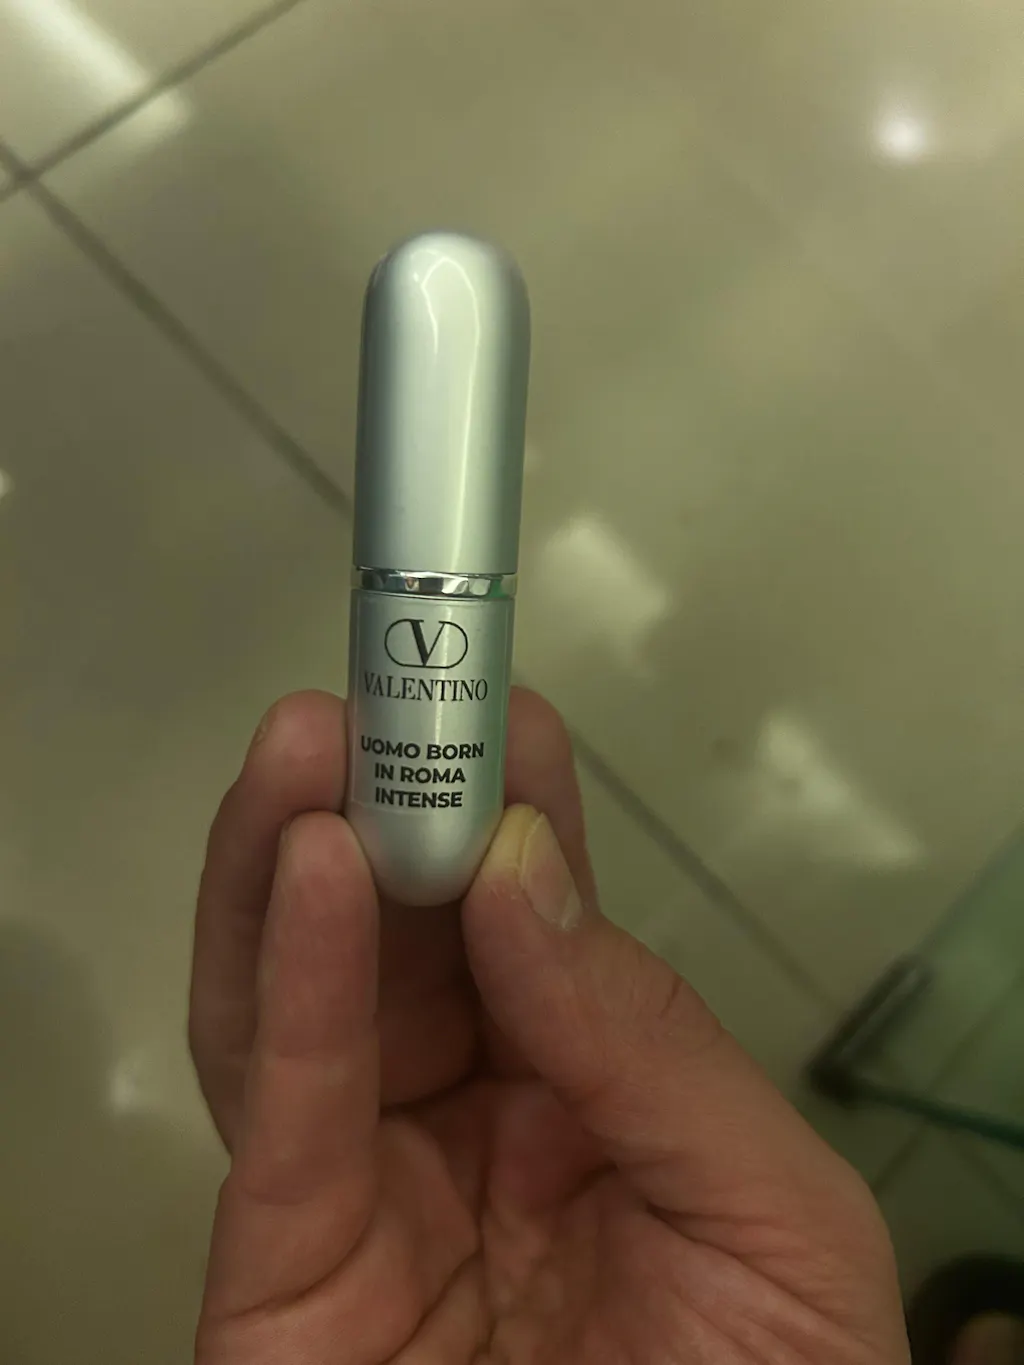 V
VALENTINO
UOMO BORN
IN ROMA
INTENSE